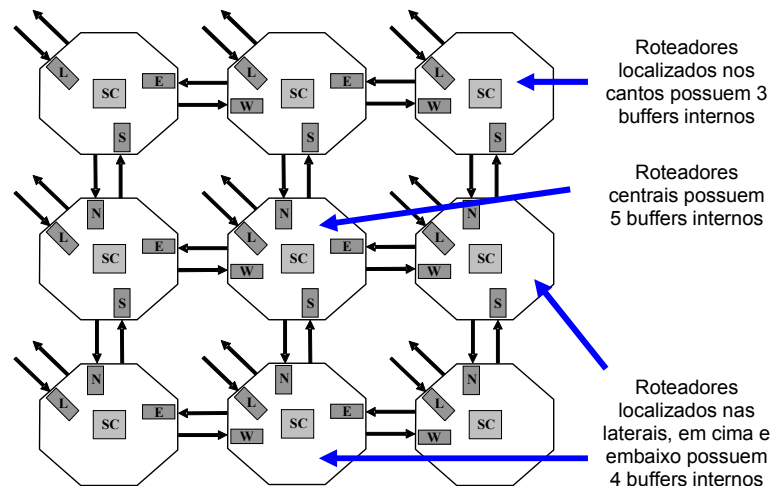 L
SC
E
S
L
SC
W
E
S
L
SC
W
S
Roteadores
localizados nos
cantos possuem 3
buffers internos
N
L
SC
E
S
N
L
SC
W
E
S
N
L
SC
W
S
Roteadores
centrais possuem
5 buffers internos
N
L
SC
E
N
L
SC
W
E
N
L
SC
W
Roteadores
localizados nas
laterais, em cima e
embaixo possuem
4 buffers internos